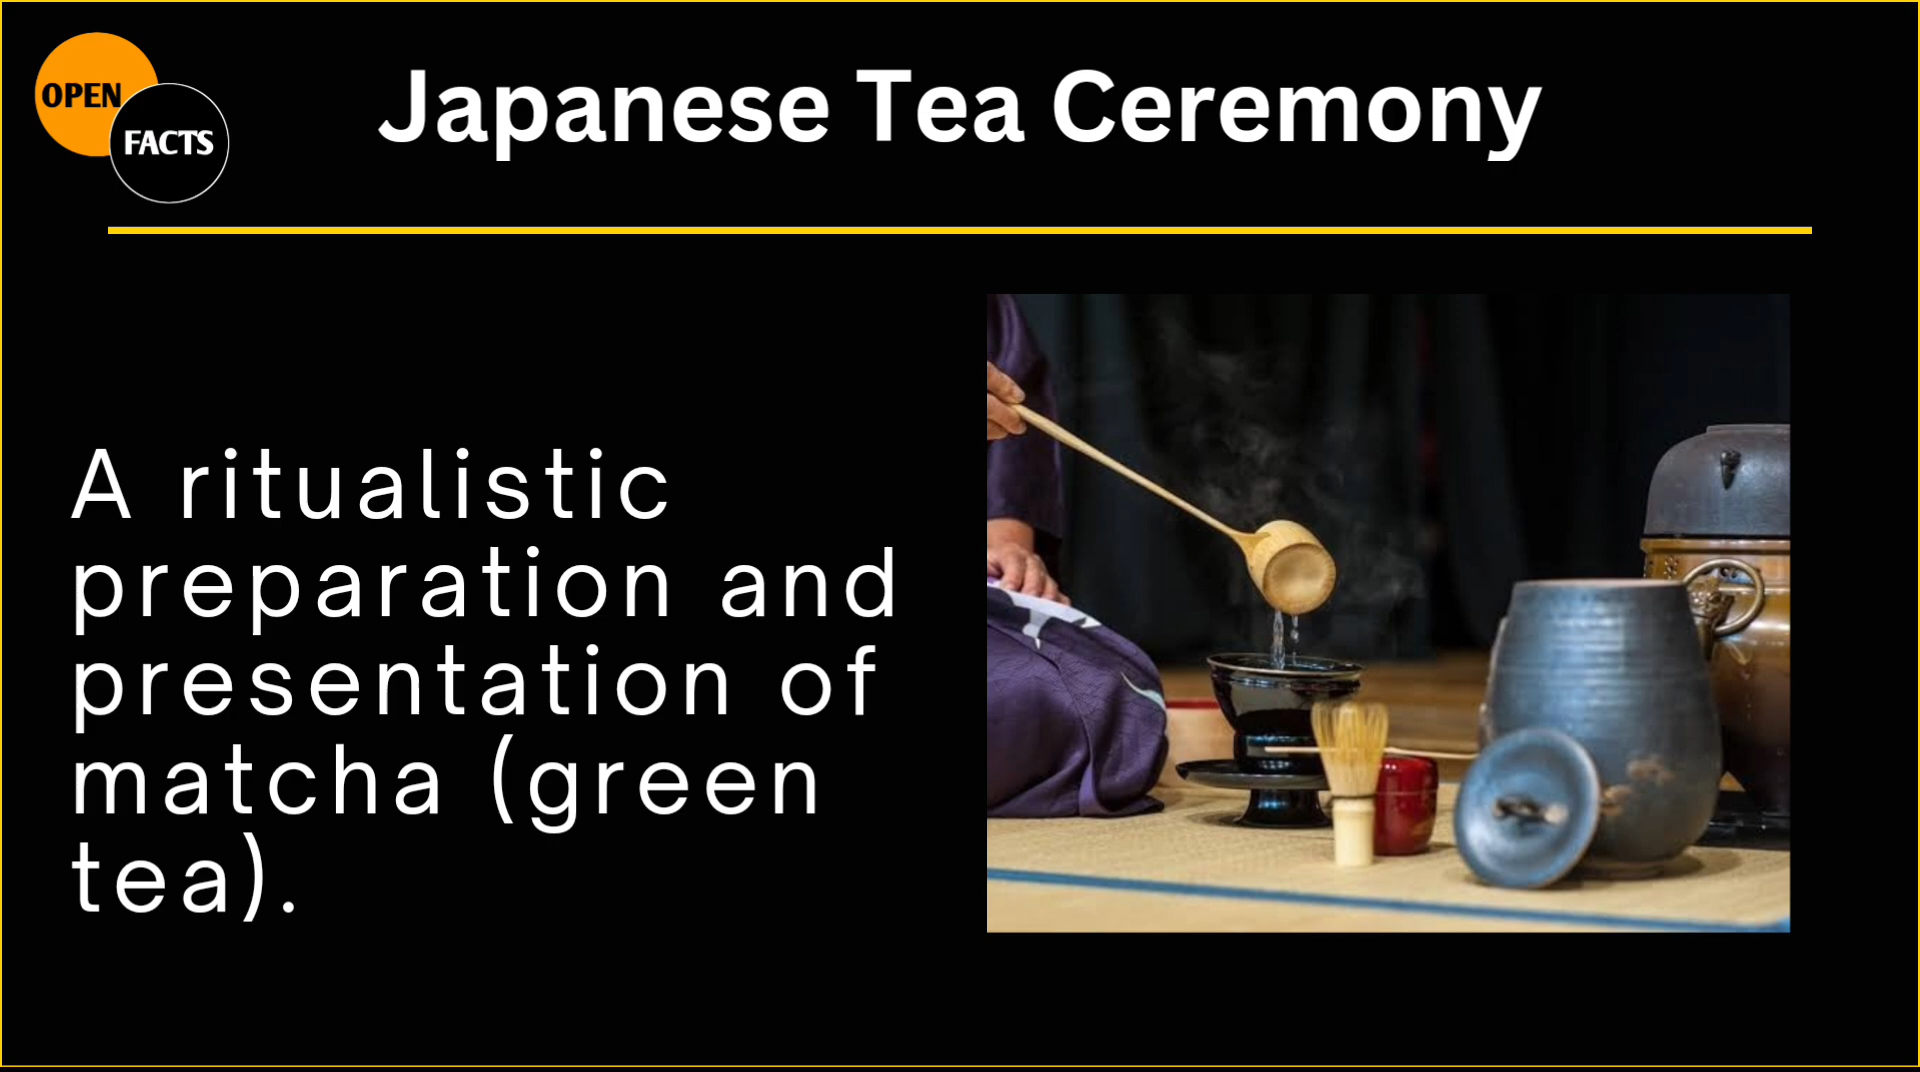 OPEN
FACTS
Japanese Tea Ceremony
A ritualistic
preparation and
presentation of
matcha (green
tea).